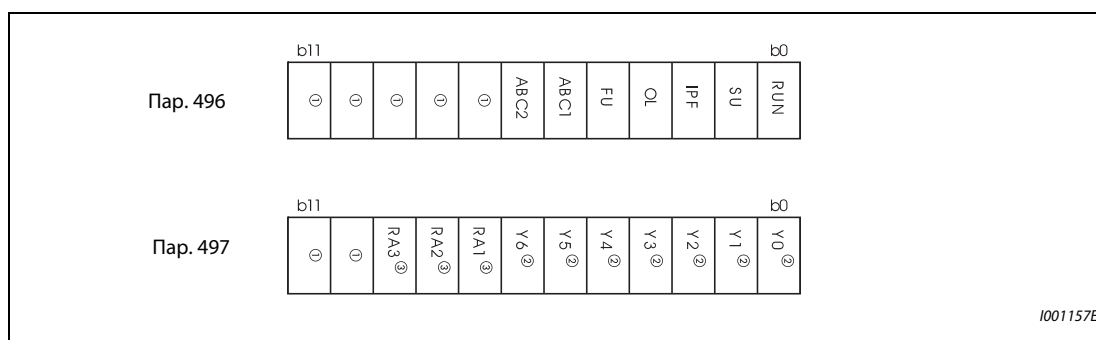 b11 b0
Пар. 496 ① ① ① ① ① ABC2 ABC1 FU OL IPF SU RUN
b11 b0
Пар. 497 ① ① RA3③ RA2③ RA1③ Y6② Y5② Y4② Y3② Y2② Y1② Y0②
I001157E